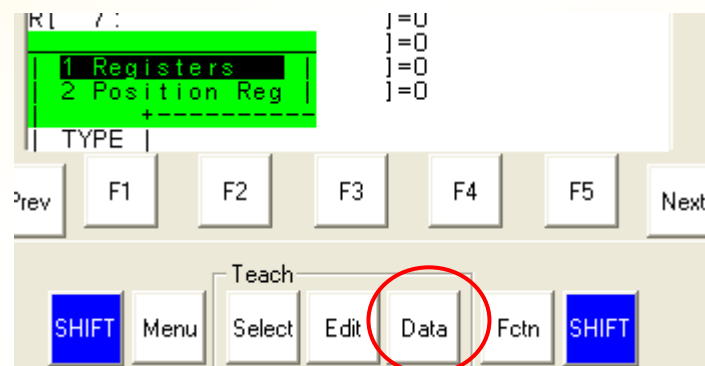 R[ 7: ]=0
]=0
| 1 Registers | ]=0
| 2 Position Reg | ]=0
| +----------
|| TYPE |
Prev F1 F2 F3 F4 F5 Next
Teach
SHIFT Menu Select Edit Data Fctn SHIFT